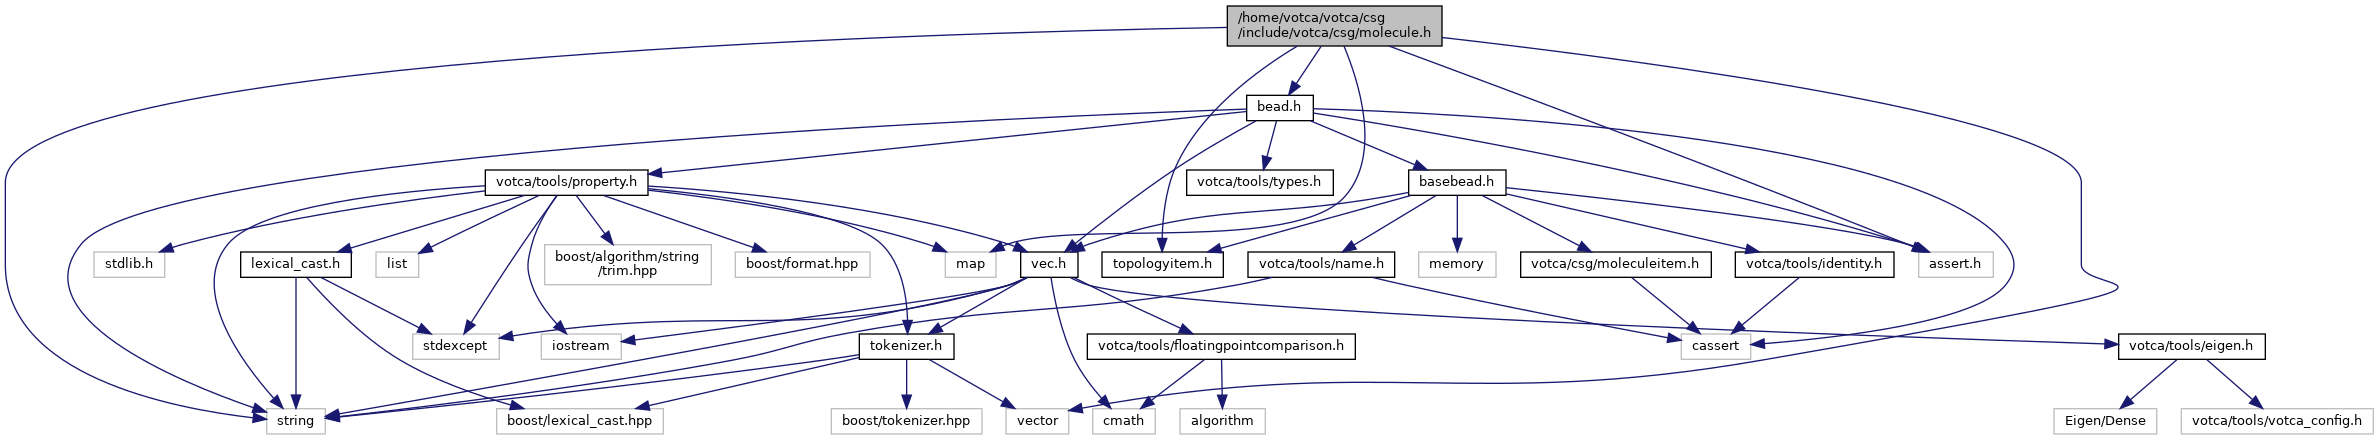 /home/votca/votca/csg
/include/votca/csg/molecule.h
bead.h
votca/tools/property.h
votca/tools/types.h
basebead.h
stdlib.h
lexical_cast.h
list
boost/algorithm/string
/trim.hpp
boost/format.hpp
map
vec.h
topologyitem.h
votca/tools/name.h
memory
votca/csg/moleculeitem.h
votca/tools/identity.h
assert.h
stdexcept
iostream
tokenizer.h
votca/tools/floatingpointcomparison.h
cassert
votca/tools/eigen.h
string
boost/lexical_cast.hpp
boost/tokenizer.hpp
vector
cmath
algorithm
Eigen/Dense
votca/tools/votca_config.h